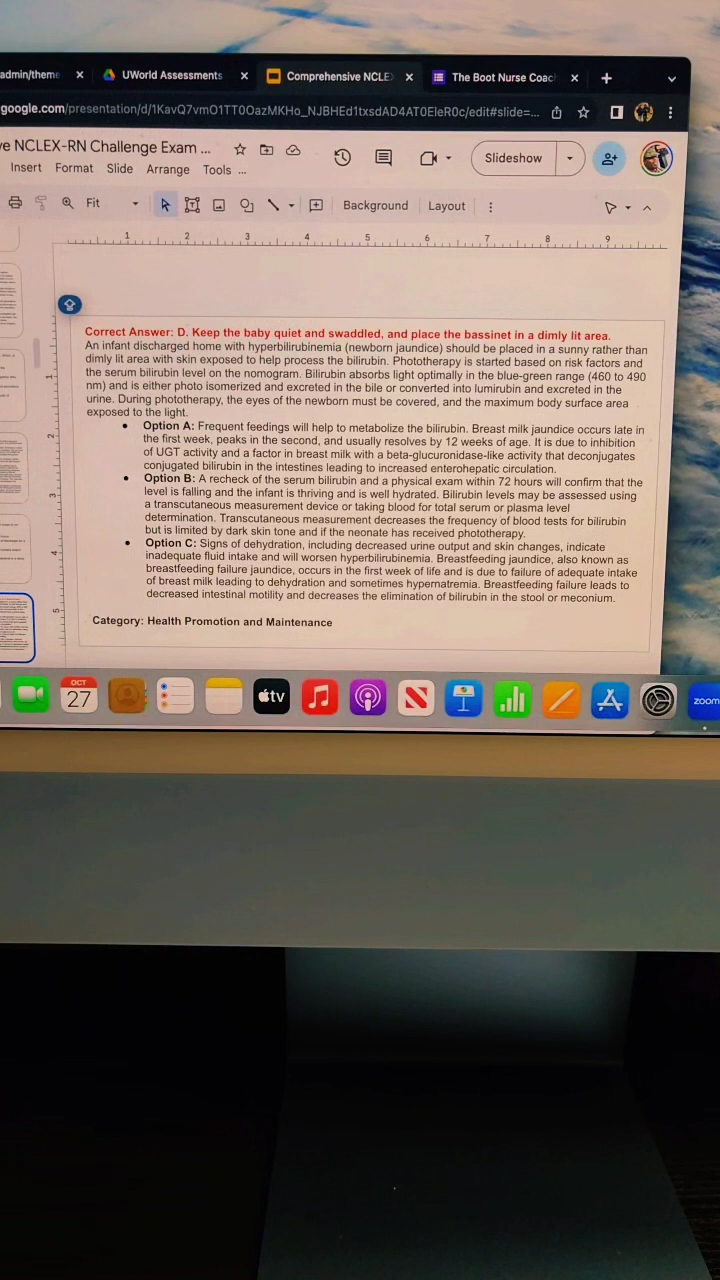 admin/theme
UWorld Assessments
Comprehensive NCLE
The Boot Nurse Coac
google.com/presentation/d/1KavQ7vmO1TT0OazMKHo_NJBHEd1txsdAD4AT0EleR0c/edit#slide=...
ve NCLEX-RN Challenge Exam ...
Slideshow
Insert Format Slide Arrange Tools ...
Fit Background Layout
1 2 3 4 5 6 7 8 9
Correct Answer: D. Keep the baby quiet and swaddled, and place the bassinet in a dimly lit area.
An infant discharged home with hyperbilirubinemia (newborn jaundice) should be placed in a sunny rather than
dimly lit area with skin exposed to help process the bilirubin. Phototherapy is started based on risk factors and
the serum bilirubin level on the nomogram. Bilirubin absorbs light optimally in the blue-green range (460 to 490
nm) and is either photo isomerized and excreted in the bile or converted into lumirubin and excreted in the
urine. During phototherapy, the eyes of the newborn must be covered, and the maximum body surface area
exposed to the light.
• Option A: Frequent feedings will help to metabolize the bilirubin. Breast milk jaundice occurs late in
the first week, peaks in the second, and usually resolves by 12 weeks of age. It is due to inhibition
of UGT activity and a factor in breast milk with a beta-glucuronidase-like activity that deconjugates
conjugated bilirubin in the intestines leading to increased enterohepatic circulation.
• Option B: A recheck of the serum bilirubin and a physical exam within 72 hours will confirm that the
level is falling and the infant is thriving and is well hydrated. Bilirubin levels may be assessed using
a transcutaneous measurement device or taking blood for total serum or plasma level
determination. Transcutaneous measurement decreases the frequency of blood tests for bilirubin
but is limited by dark skin tone and if the neonate has received phototherapy.
• Option C: Signs of dehydration, including decreased urine output and skin changes, indicate
inadequate fluid intake and will worsen hyperbilirubinemia. Breastfeeding jaundice, also known as
breastfeeding failure jaundice, occurs in the first week of life and is due to failure of adequate intake
of breast milk leading to dehydration and sometimes hypernatremia. Breastfeeding failure leads to
decreased intestinal motility and decreases the elimination of bilirubin in the stool or meconium.
Category: Health Promotion and Maintenance
1
2
3
4
5
OCT
27
tv
zoom